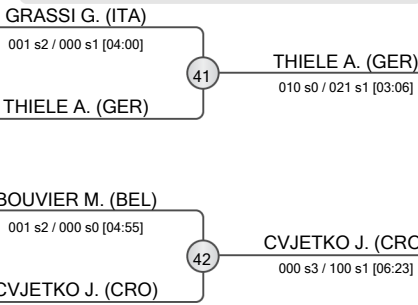 GRASSI G. (ITA)
001 s2 / 000 s1 [04:00]
41
THIELE A. (GER)
010 s0 / 021 s1 [03:06]
THIELE A. (GER)
BOUVIER M. (BEL)
001 s2 / 000 s0 [04:55]
42
CVJETKO J. (CRO
000 s3 / 100 s1 [06:23]
CVJETKO J. (CRO)